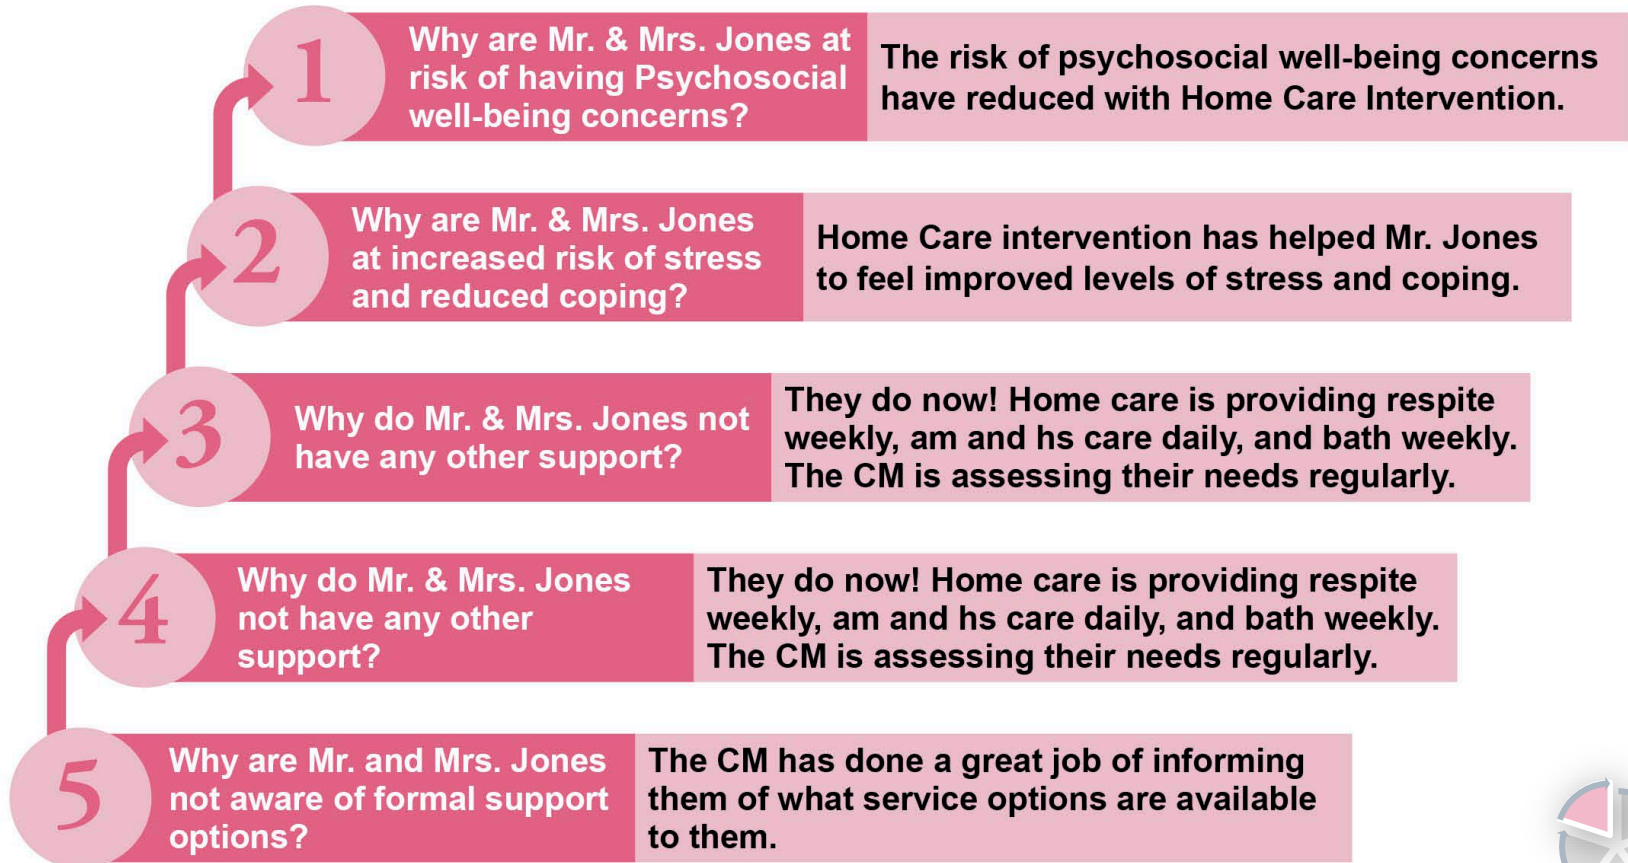 1
Why are Mr. & Mrs. Jones at
risk of having Psychosocial
well-being concerns?
The risk of psychosocial well-being concerns
have reduced with Home Care Intervention.
2
Why are Mr. & Mrs. Jones
at increased risk of stress
and reduced coping?
Home Care intervention has helped Mr. Jones
to feel improved levels of stress and coping.
3
Why do Mr. & Mrs. Jones not
have any other support?
They do now! Home care is providing respite
weekly, am and hs care daily, and bath weekly.
The CM is assessing their needs regularly.
4
Why do Mr. & Mrs. Jones
not have any other
support?
They do now! Home care is providing respite
weekly, am and hs care daily, and bath weekly.
The CM is assessing their needs regularly.
5
Why are Mr. and Mrs. Jones
not aware of formal support
options?
The CM has done a great job of informing
them of what service options are available
to them.